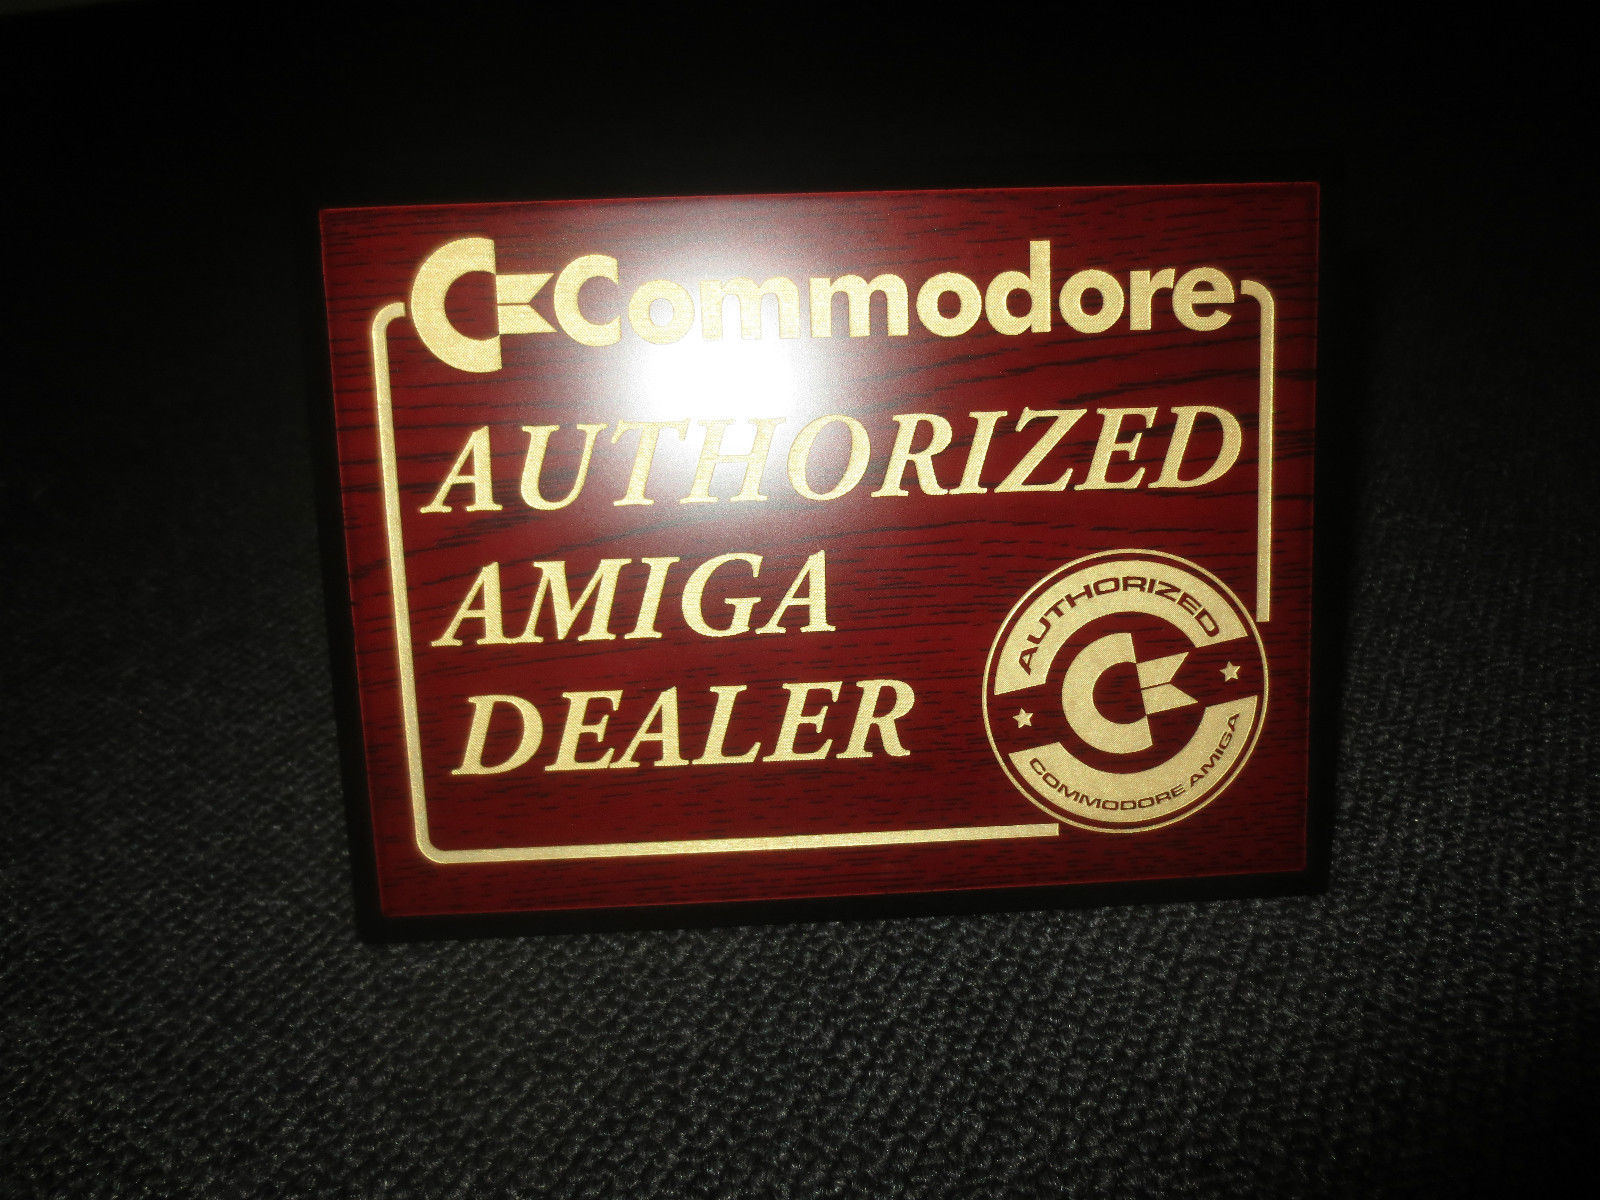 Commodore
AUTHORIZED
AMIGA
DEALER
AUTHORIZED
COMMODORE AMIGA